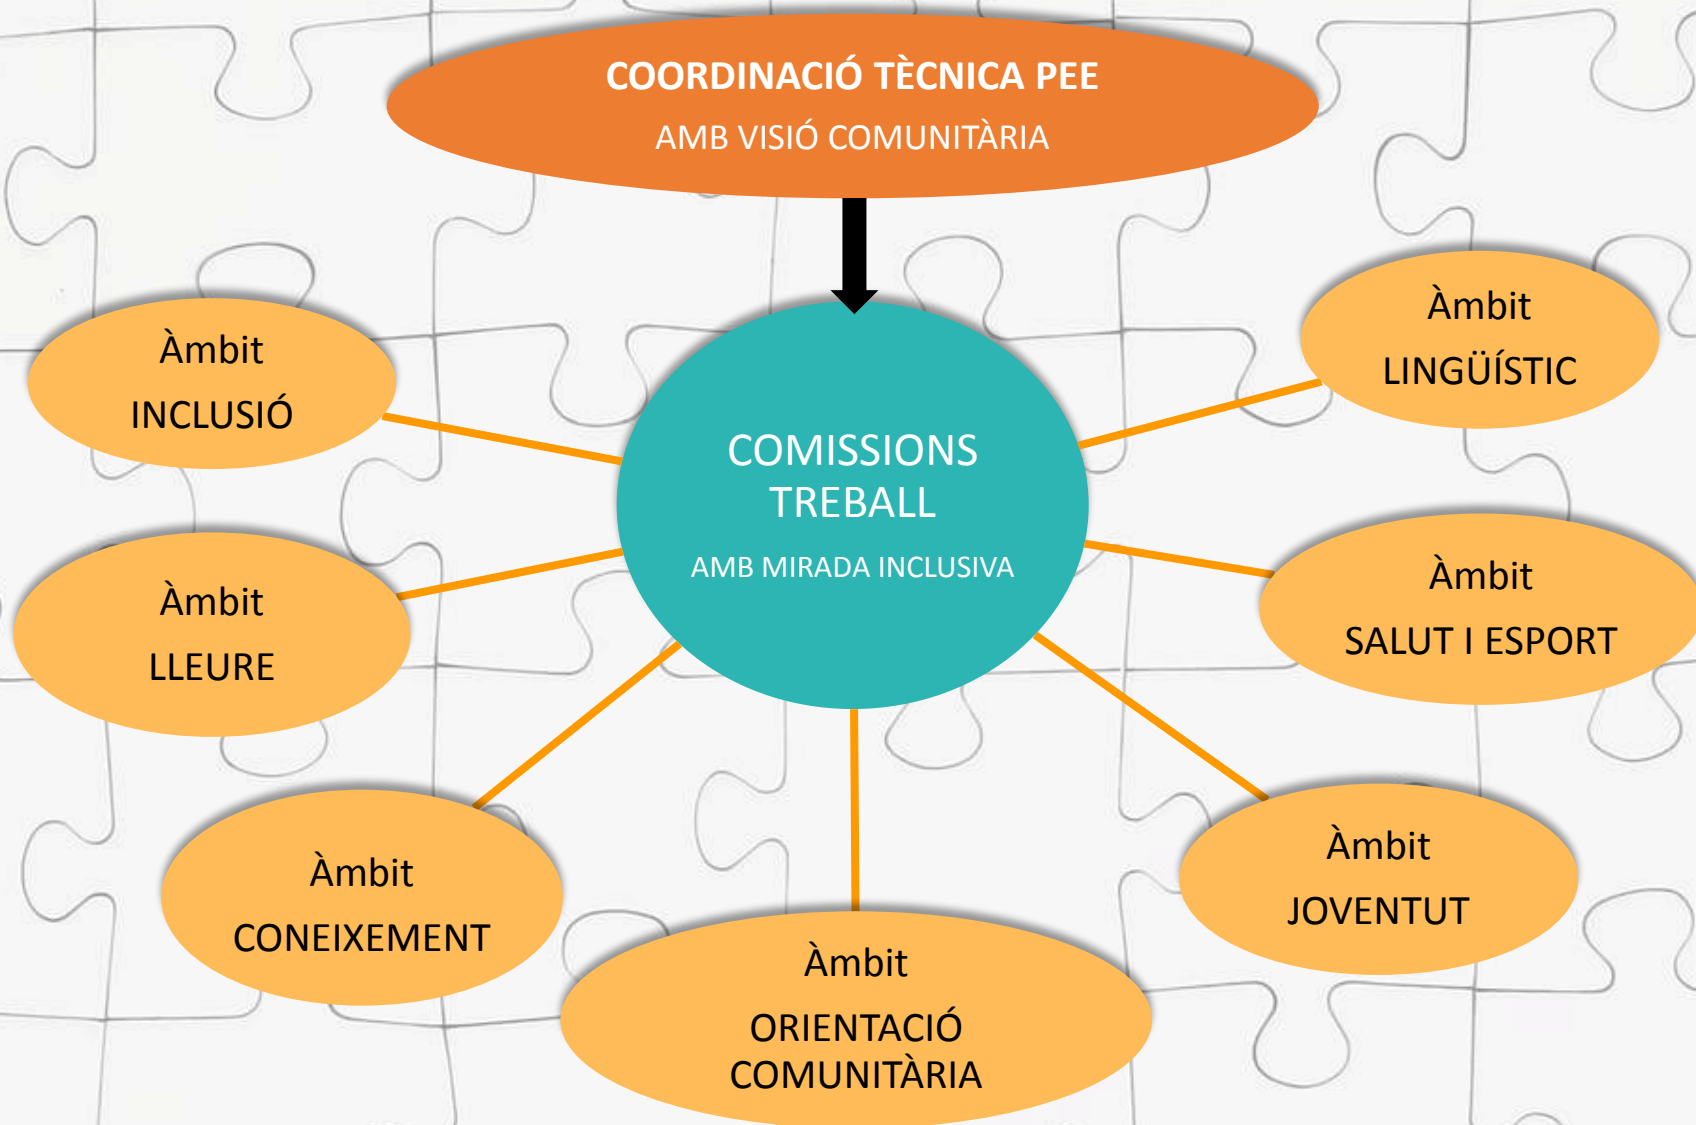 COORDINACIÓ TÈCNICA PEE
AMB VISIÓ COMUNITÀRIA
Àmbit
INCLUSIÓ
Àmbit
LINGÜÍSTIC
COMISSIONS
TREBALL
AMB MIRADA INCLUSIVA
Àmbit
LLEURE
Àmbit
SALUT I ESPORT
Àmbit
CONEIXEMENT
Àmbit
JOVENTUT
Àmbit
ORIENTACIÓ
COMUNITÀRIA